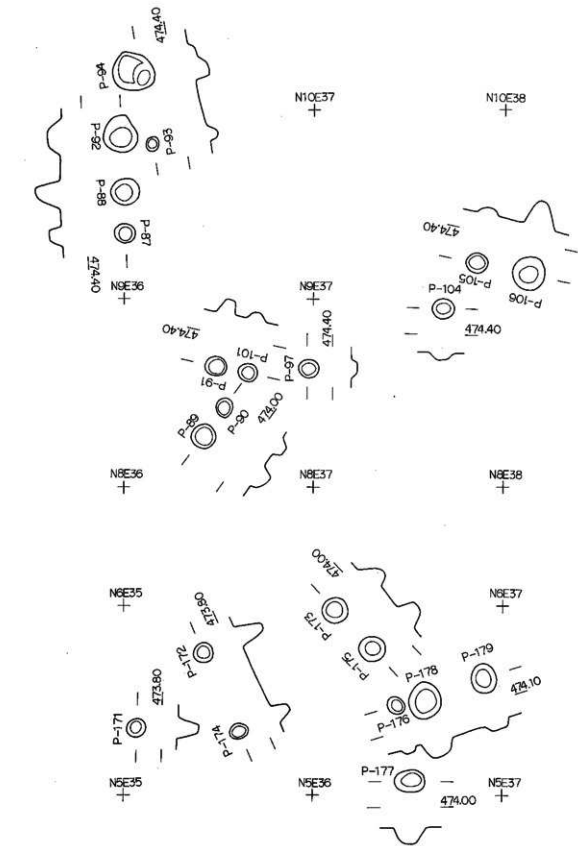 474.40
P-94
N10E37
N10E38
P-92
P-93
P-88
474.40
P-87
P-105
P-106
474.40
N9E36
N9E37
P-104
474.40
474.40
474.40
P-101
P-97
P-91
P-89
P-90
474.00
N8E36
N8E37
N8E38
474.00
N6E35
473.80
P-173
N6E37
P-172
P-175
P-179
473.80
P-178
474.10
P-171
P-174
P-176
P-177
N5E35
N5E36
N5E37
474.00